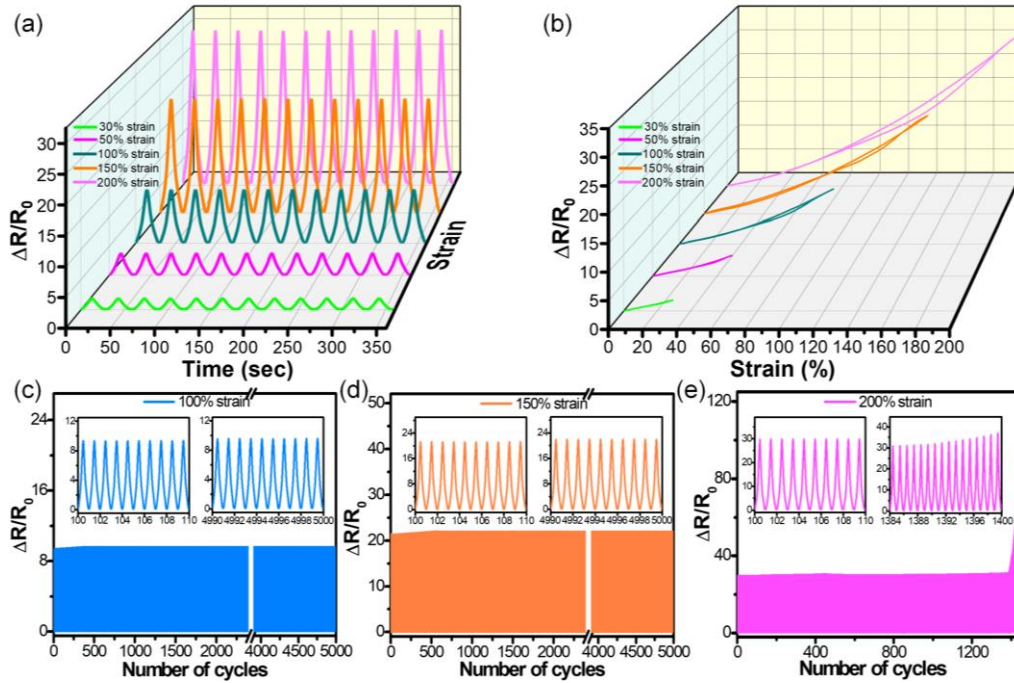 (a)
30% strain
50% strain
100% strain
150% strain
200% strain
ΔR/R0
30
25
20
15
10
5
0
0 50 100 150 200 250 300 350
Time (sec)
Strain
(b)
30% strain
50% strain
100% strain
150% strain
200% strain
ΔR/R0
35
30
25
20
15
10
5
0
0 20 40 60 80 100 120 140 160 180 200
Strain (%)
(c)
100% strain
ΔR/R0
24
16
8
0
12
8
4
0
100 102 104 106 108 110
12
8
4
0
4990 4992 4994 4996 4998 5000
0 500 1000 1500 2000 4000 4500 5000
Number of cycles
(d)
150% strain
ΔR/R0
50
40
30
20
10
0
24
16
8
0
100 102 104 106 108 110
24
16
8
0
4990 4992 4994 4996 4998 5000
0 500 1000 1500 2000 4000 4500 5000
Number of cycles
(e)
200% strain
ΔR/R0
120
80
40
0
30
20
10
0
100 102 104 106 108 110
40
30
20
10
0
1384 1388 1392 1396 1400
0 400 800 1200
Number of cycles